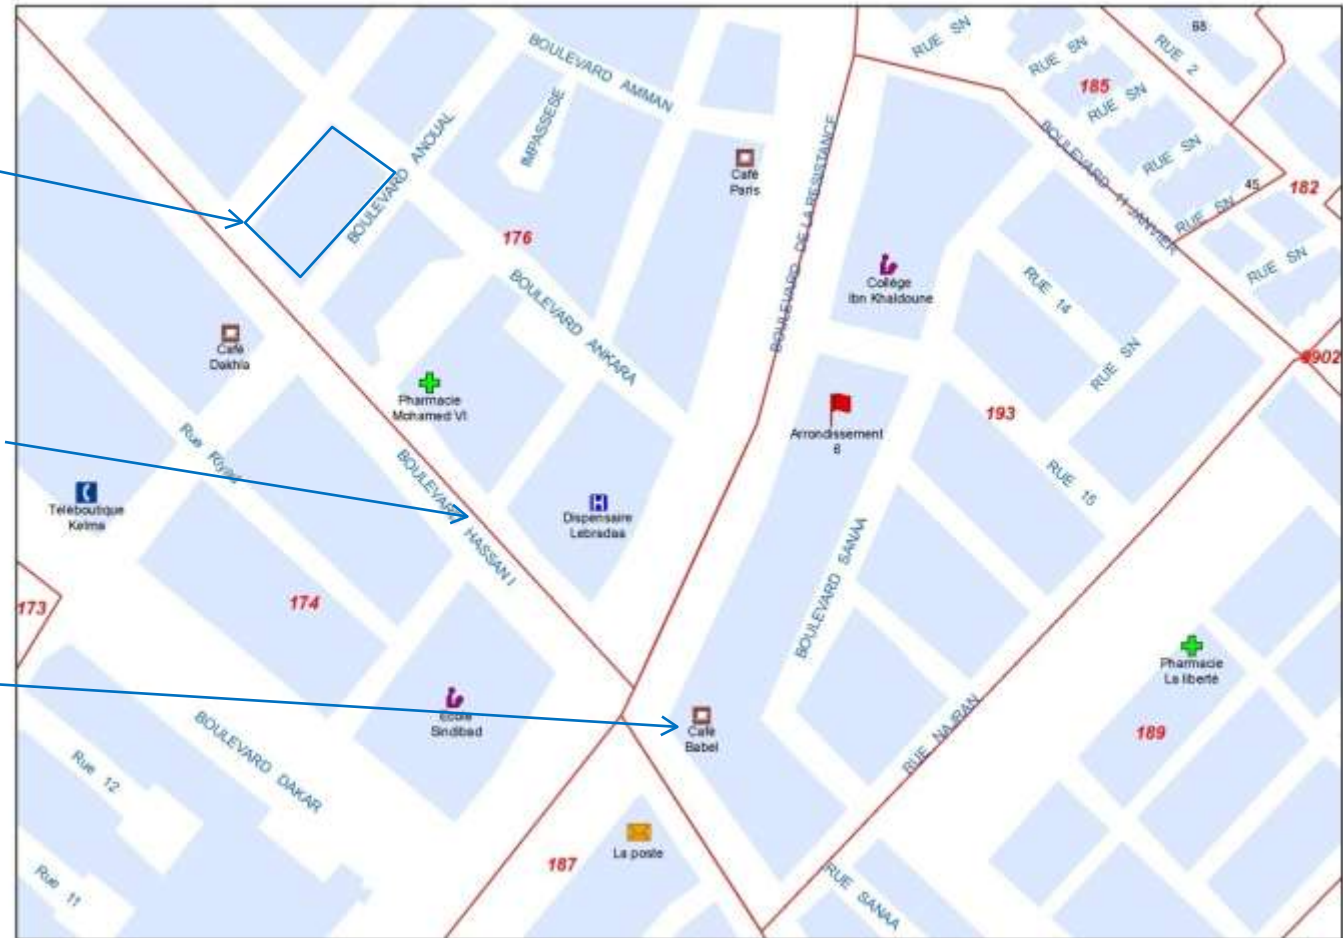 RUE SN
RUE 2
68
RUE SN
BOULEVARD AMMAN
185
RUE SN
IMPASSESE
BOULEVARD ANOUAL
BOULEVARD DE LA RESISTANCE
BOULEVARD 11 JANVIER
RUE SN
Café
Paris
45
182
RUE SN
176
RUE SN
Collége
Ibn Khaldoune
BOULEVARD ANKARA
RUE 14
Café
Dakhla
RUE SN
9902
Pharmacie
Mohamed VI
193
Arrondissement
6
Rue Riyad
BOULEVARD HASSAN I
RUE 15
Téléboutique
Kelma
Dispensaire
Lebradaa
BOULEVARD SANAA
173
174
Pharmacie
La liberté
Ecole
Sindibad
BOULEVARD DAKAR
Café
Babel
RUE NAJRAN
189
Rue 12
La poste
187
Rue 11
RUE SANAA